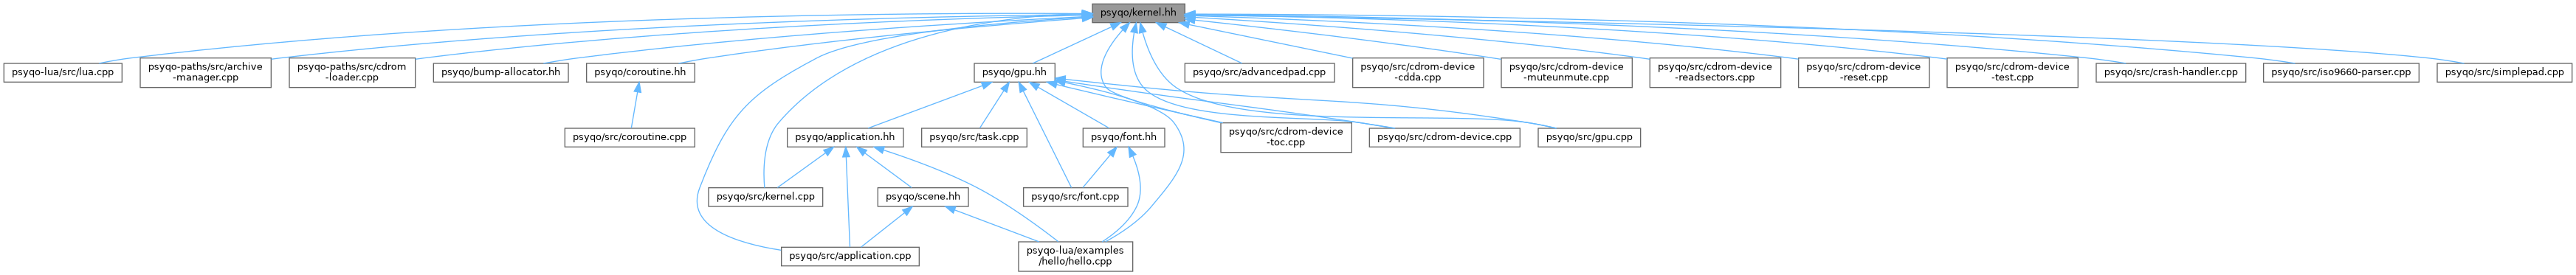 psyqo/kernel.hh
psyqo-lua/src/lua.cpp
psyqo-paths/src/archive
-manager.cpp
psyqo-paths/src/cdrom
-loader.cpp
psyqo/bump-allocator.hh
psyqo/coroutine.hh
psyqo/gpu.hh
psyqo/src/advancedpad.cpp
psyqo/src/cdrom-device
-cdda.cpp
psyqo/src/cdrom-device
-muteunmute.cpp
psyqo/src/cdrom-device
-readsectors.cpp
psyqo/src/cdrom-device
-reset.cpp
psyqo/src/cdrom-device
-test.cpp
psyqo/src/crash-handler.cpp
psyqo/src/iso9660-parser.cpp
psyqo/src/simplepad.cpp
psyqo/src/coroutine.cpp
psyqo/application.hh
psyqo/src/task.cpp
psyqo/font.hh
psyqo/src/cdrom-device
-toc.cpp
psyqo/src/cdrom-device.cpp
psyqo/src/gpu.cpp
psyqo/src/kernel.cpp
psyqo/scene.hh
psyqo/src/font.cpp
psyqo/src/application.cpp
psyqo-lua/examples
/hello/hello.cpp